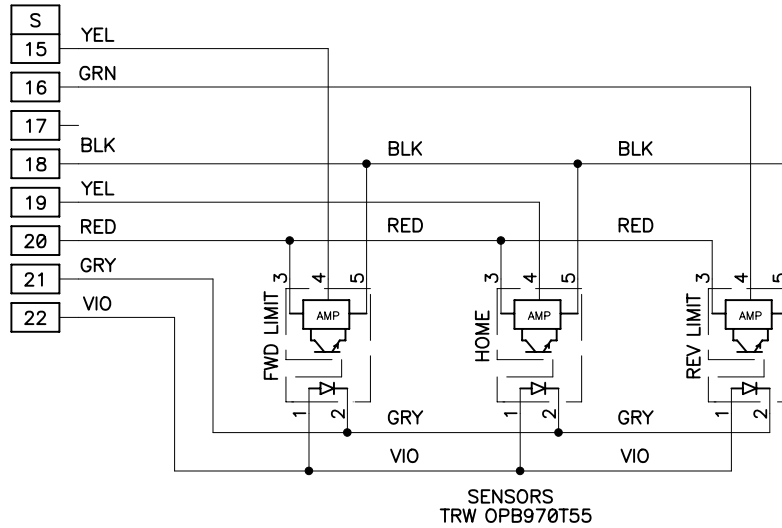 S
15 YEL
16 GRN
17
18 BLK BLK BLK
19 YEL
20 RED RED RED
21 GRY
22 VIO
3 4 5 3 4 5 3 4 5
FWD LIMIT AMP HOME AMP REV LIMIT AMP
1 2 1 2 1 2
GRY GRY
VIO VIO
SENSORS
TRW OPB970T55